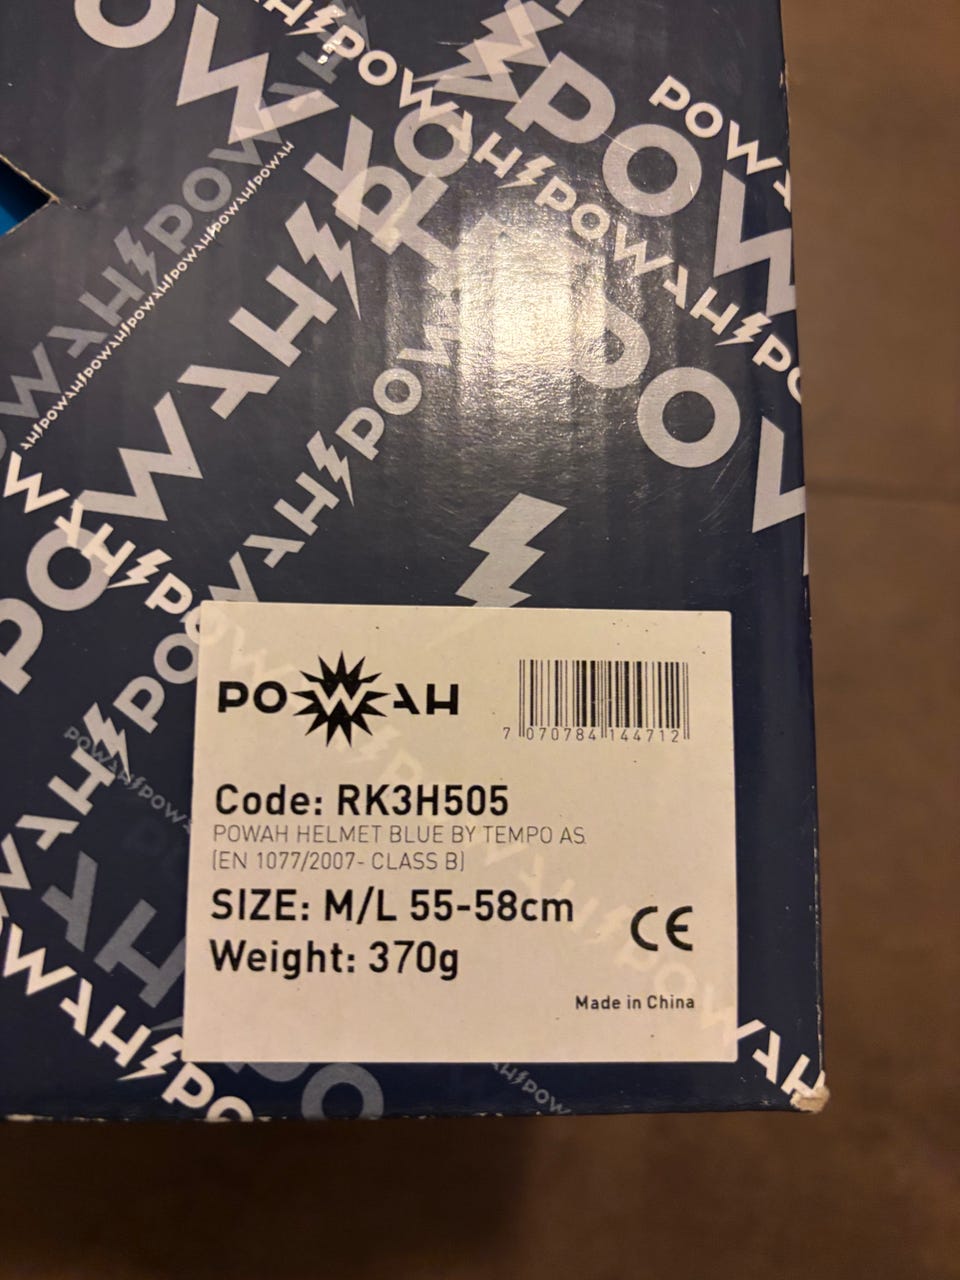 POWAH
7 070784 144712
Code: RK3H505
POWAH HELMET BLUE BY TEMPO AS
(EN 1077/2007- CLASS B)
SIZE: M/L 55-58cm
Weight: 370g
CE
Made in China